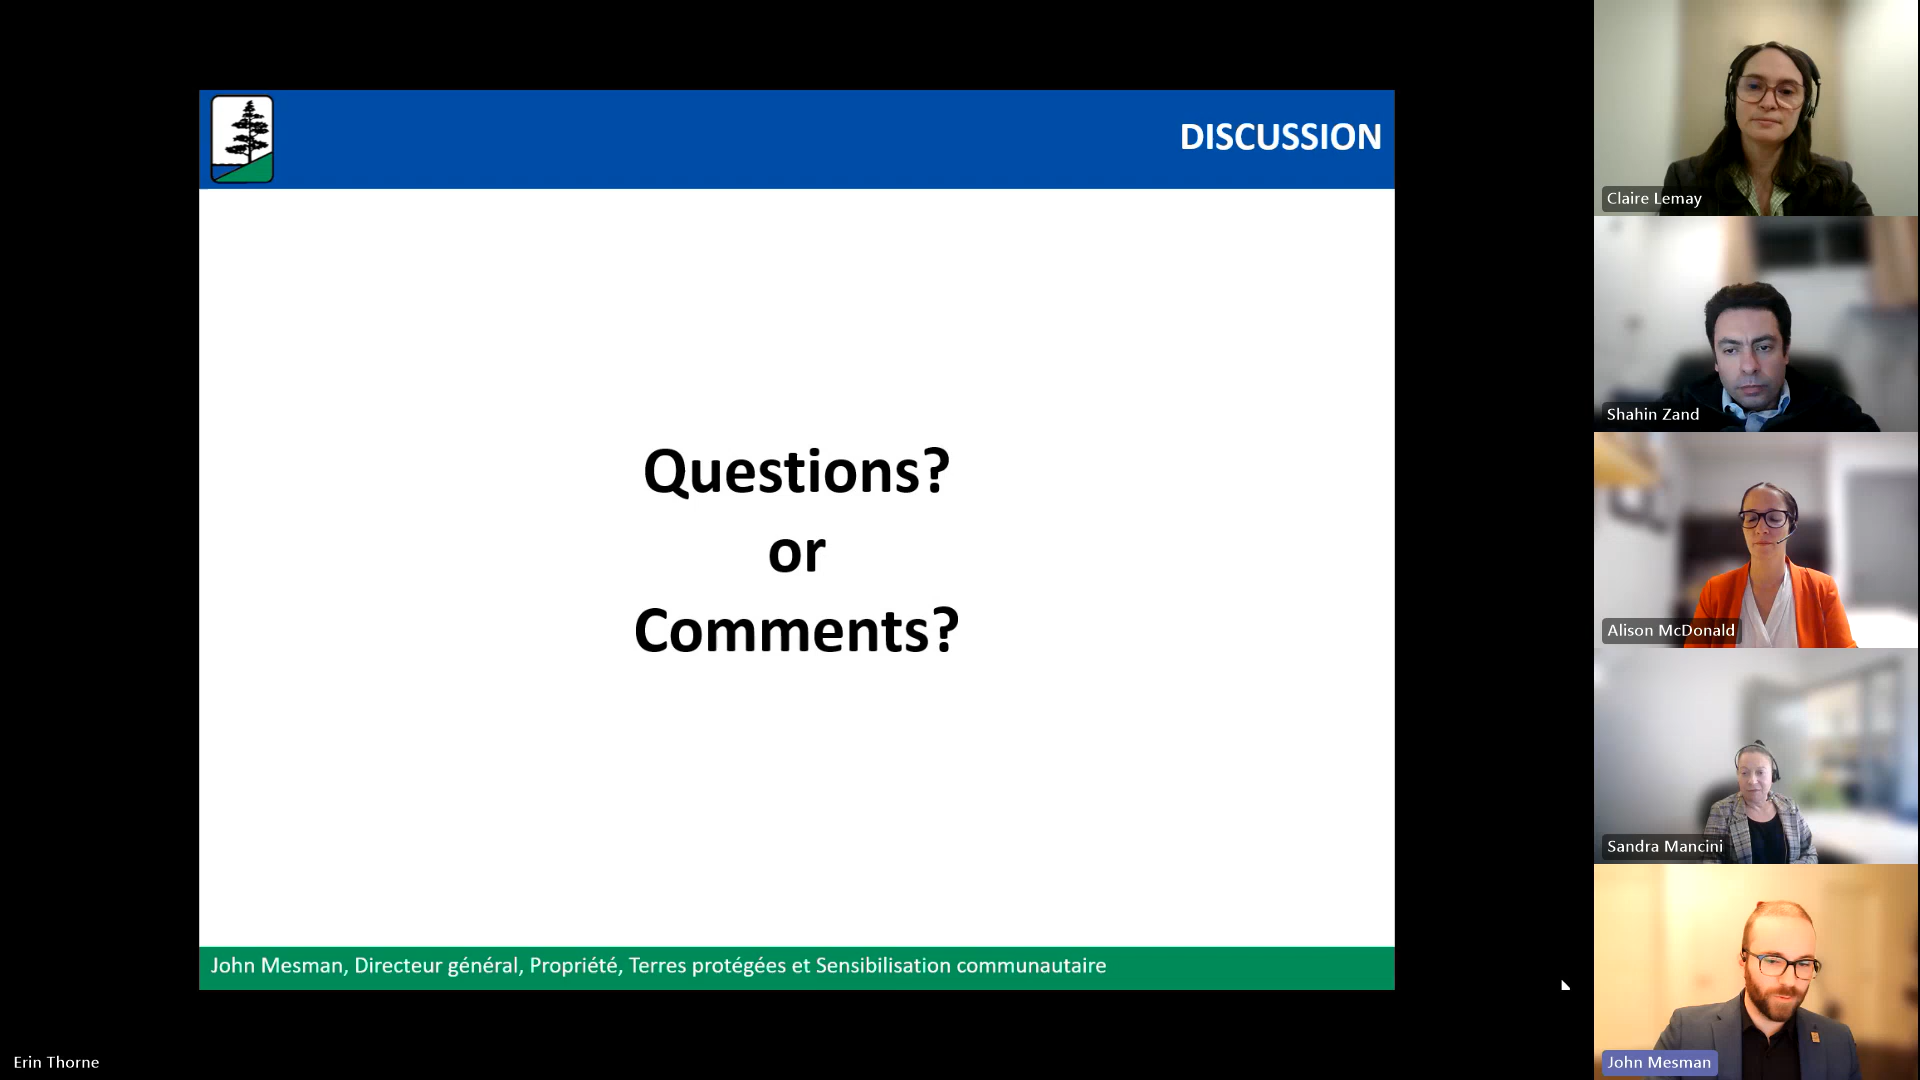 DISCUSSION
Questions?
or
Comments?
John Mesman, Directeur général, Propriété, Terres protégées et Sensibilisation communautaire
Erin Thorne
Claire Lemay
Shahin Zand
Alison McDonald
Sandra Mancini
John Mesman